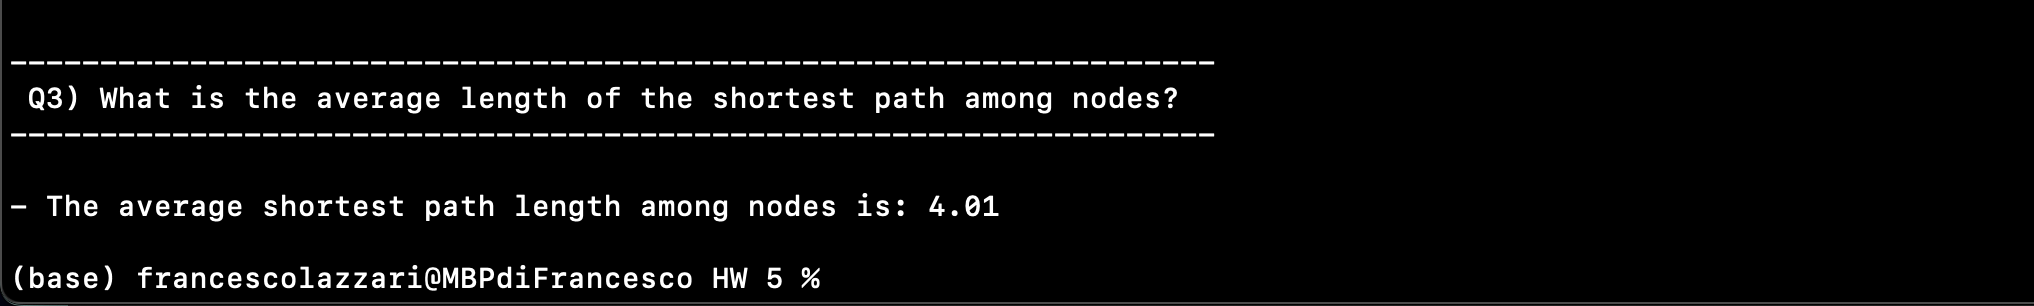 -------------------------------------------------------------------
Q3) What is the average length of the shortest path among nodes?
-------------------------------------------------------------------
- The average shortest path length among nodes is: 4.01
(base) francescolazzari@MBPdiFrancesco HW 5 %